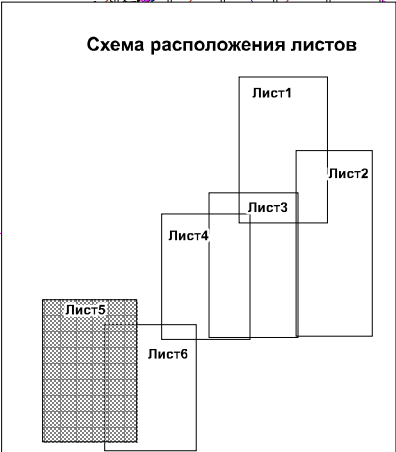 Схема расположения листов
Лист1
Лист2
Лист3
Лист4
Лист5
Лист6